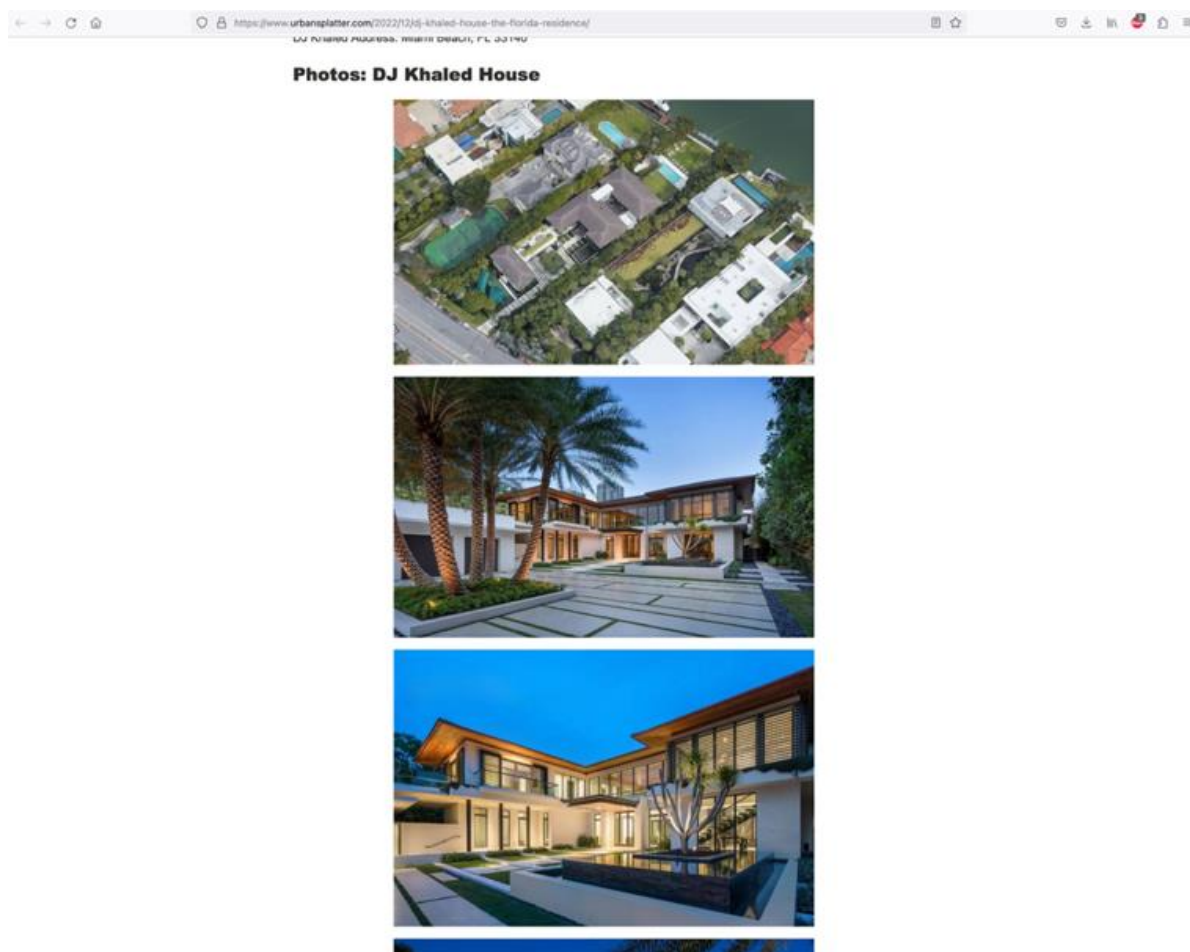 https://www.urbansplatter.com/2022/12/dj-khaled-house-the-florida-residence/
DJ Khaled Address: Miami Beach, FL 33140
Photos: DJ Khaled House